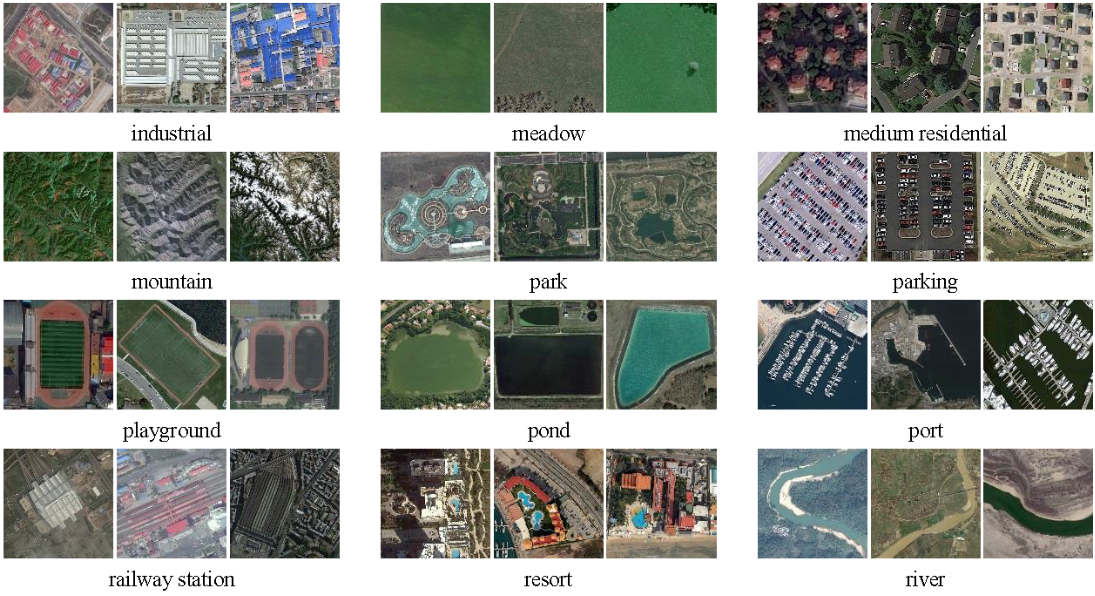 industrial
meadow
medium residential
mountain
park
parking
playground
pond
port
railway station
resort
river